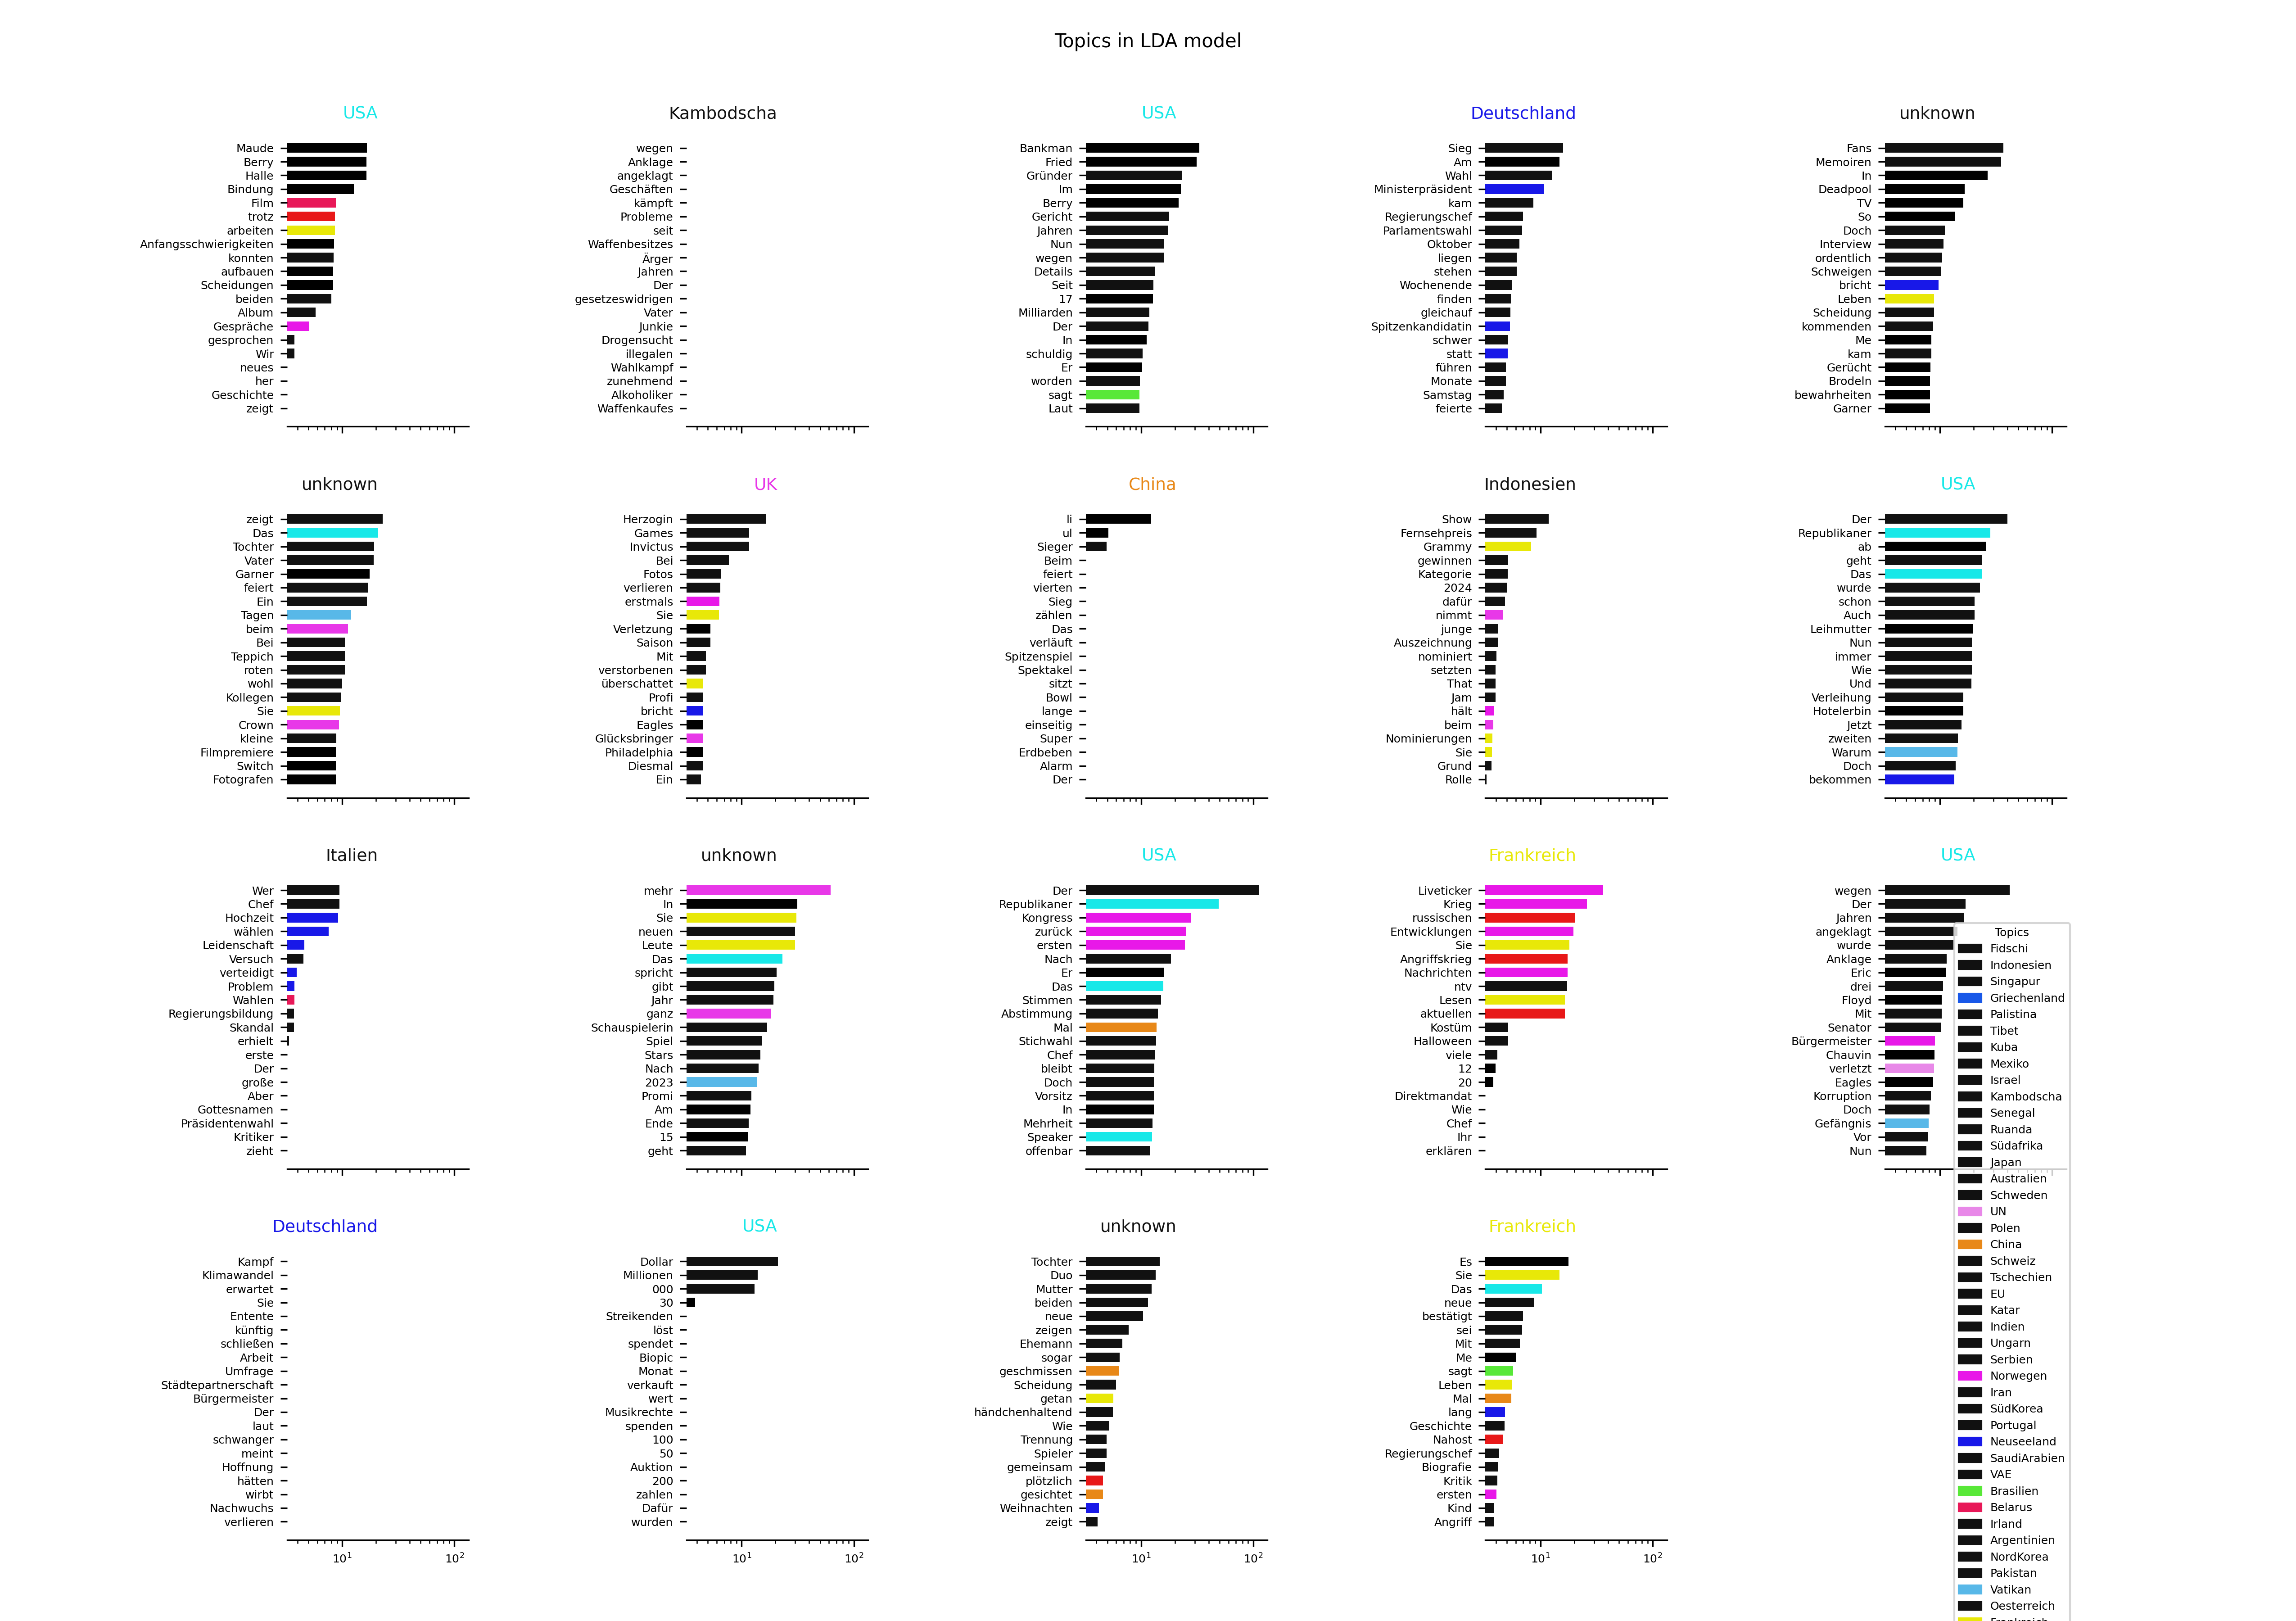 Topics in LDA model
USA
Maude
Berry
Halle
Bindung
Film
trotz
arbeiten
Anfangsschwierigkeiten
konnten
aufbauen
Scheidungen
beiden
Album
Gespräche
gesprochen
Wir
neues
her
Geschichte
zeigt
Kambodscha
wegen
Anklage
angeklagt
Geschäften
kämpft
Probleme
seit
Waffenbesitzes
Ärger
Jahren
Der
gesetzeswidrigen
Vater
Junkie
Drogensucht
illegalen
Wahlkampf
zunehmend
Alkoholiker
Waffenkaufes
USA
Bankman
Fried
Gründer
Im
Berry
Gericht
Jahren
Nun
wegen
Details
Seit
17
Milliarden
Der
In
schuldig
Er
worden
sagt
Laut
Deutschland
Sieg
Am
Wahl
Ministerpräsident
kam
Regierungschef
Parlamentswahl
Oktober
liegen
stehen
Wochenende
finden
gleichauf
Spitzenkandidatin
schwer
statt
führen
Monate
Samstag
feierte
unknown
Fans
Memoiren
In
Deadpool
TV
So
Doch
Interview
ordentlich
Schweigen
bricht
Leben
Scheidung
kommenden
Me
kam
Gerücht
Brodeln
bewahrheiten
Garner
unknown
zeigt
Das
Tochter
Vater
Garner
feiert
Ein
Tagen
beim
Bei
Teppich
roten
wohl
Kollegen
Sie
Crown
kleine
Filmpremiere
Switch
Fotografen
UK
Herzogin
Games
Invictus
Bei
Fotos
verlieren
erstmals
Sie
Verletzung
Saison
Mit
verstorbenen
überschattet
Profi
bricht
Eagles
Glücksbringer
Philadelphia
Diesmal
Ein
China
li
ul
Sieger
Beim
feiert
vierten
Sieg
zählen
Das
verläuft
Spitzenspiel
Spektakel
sitzt
Bowl
lange
einseitig
Super
Erdbeben
Alarm
Der
Indonesien
Show
Fernsehpreis
Grammy
gewinnen
Kategorie
2024
dafür
nimmt
junge
Auszeichnung
nominiert
setzten
That
Jam
hält
beim
Nominierungen
Sie
Grund
Rolle
USA
Der
Republikaner
ab
geht
Das
wurde
schon
Auch
Leihmutter
Nun
immer
Wie
Und
Verleihung
Hotelerbin
Jetzt
zweiten
Warum
Doch
bekommen
Italien
Wer
Chef
Hochzeit
wählen
Leidenschaft
Versuch
verteidigt
Problem
Wahlen
Regierungsbildung
Skandal
erhielt
erste
Der
große
Aber
Gottesnamen
Präsidentenwahl
Kritiker
zieht
unknown
mehr
In
Sie
neuen
Leute
Das
spricht
gibt
Jahr
ganz
Schauspielerin
Spiel
Stars
Nach
2023
Promi
Am
Ende
15
geht
USA
Der
Republikaner
Kongress
zurück
ersten
Nach
Er
Das
Stimmen
Abstimmung
Mal
Stichwahl
Chef
bleibt
Doch
Vorsitz
In
Mehrheit
Speaker
offenbar
Frankreich
Liveticker
Krieg
russischen
Entwicklungen
Sie
Angriffskrieg
Nachrichten
ntv
Lesen
aktuellen
Kostüm
Halloween
viele
12
20
Direktmandat
Wie
Chef
Ihr
erklären
USA
wegen
Der
Jahren
angeklagt
wurde
Anklage
Eric
drei
Floyd
Mit
Senator
Bürgermeister
Chauvin
verletzt
Eagles
Korruption
Doch
Gefängnis
Vor
Nun
Deutschland
Kampf
Klimawandel
erwartet
Sie
Entente
künftig
schließen
Arbeit
Umfrage
Städtepartnerschaft
Bürgermeister
Der
laut
schwanger
meint
Hoffnung
hätten
wirbt
Nachwuchs
verlieren
10¹ 10²
USA
Dollar
Millionen
000
30
Streikenden
löst
spendet
Biopic
Monat
verkauft
wert
Musikrechte
spenden
100
50
Auktion
200
zahlen
Dafür
wurden
10¹ 10²
unknown
Tochter
Duo
Mutter
beiden
neue
zeigen
Ehemann
sogar
geschmissen
Scheidung
getan
händchenhaltend
Wie
Trennung
Spieler
gemeinsam
plötzlich
gesichtet
Weihnachten
zeigt
10¹ 10²
Frankreich
Es
Sie
Das
neue
bestätigt
sei
Mit
Me
sagt
Leben
Mal
lang
Geschichte
Nahost
Regierungschef
Biografie
Kritik
ersten
Kind
Angriff
10¹ 10²
Topics
Fidschi
Indonesien
Singapur
Griechenland
Palistina
Tibet
Kuba
Mexiko
Israel
Kambodscha
Senegal
Ruanda
Südafrika
Japan
Australien
Schweden
UN
Polen
China
Schweiz
Tschechien
EU
Katar
Indien
Ungarn
Serbien
Norwegen
Iran
SüdKorea
Portugal
Neuseeland
SaudiArabien
VAE
Brasilien
Belarus
Irland
Argentinien
NordKorea
Pakistan
Vatikan
Oesterreich